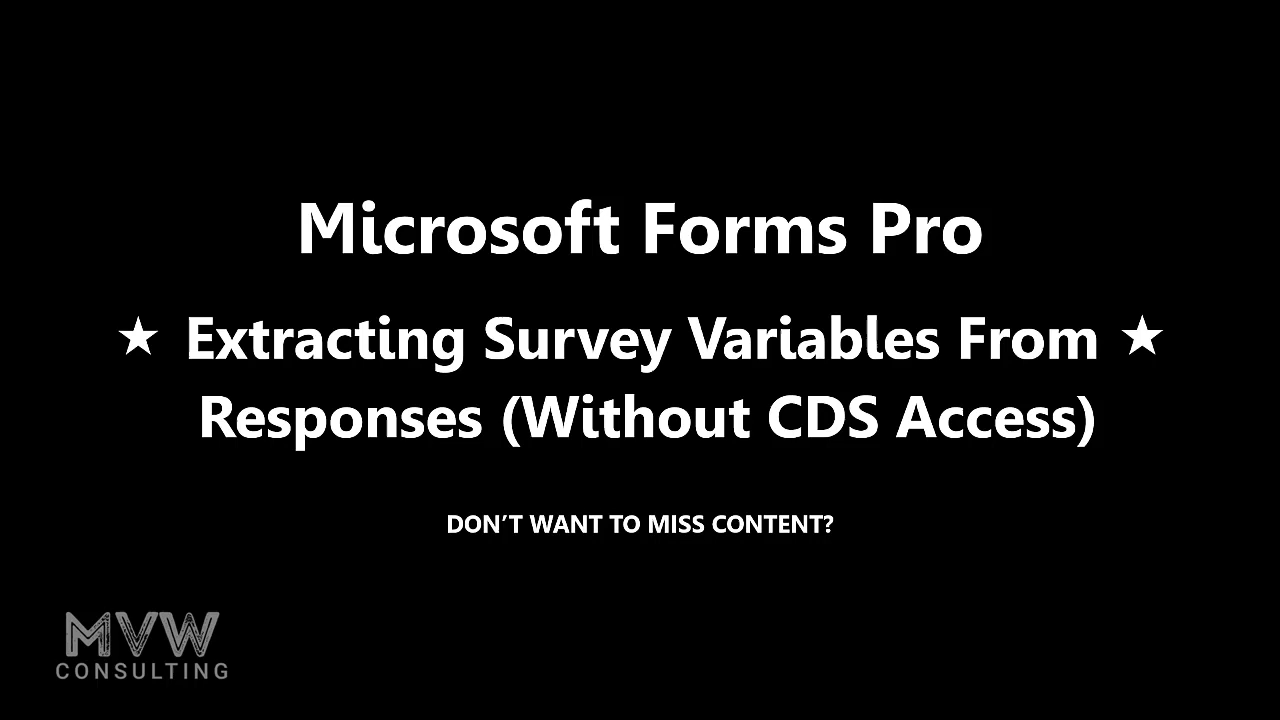 Microsoft Forms Pro
★ Extracting Survey Variables From ★
Responses (Without CDS Access)
DON’T WANT TO MISS CONTENT?
MVW
CONSULTING